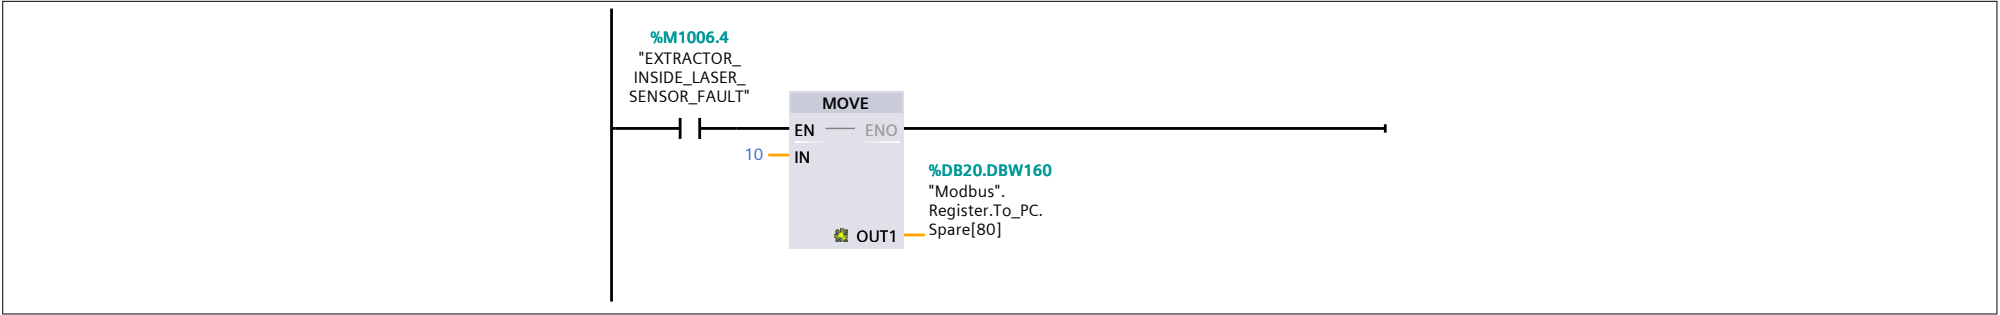 %M1006.4
"EXTRACTOR_
INSIDE_LASER_
SENSOR_FAULT"
MOVE
EN
ENO
10
IN
%DB20.DBW160
"Modbus".
Register.To_PC.
Spare[80]
OUT1